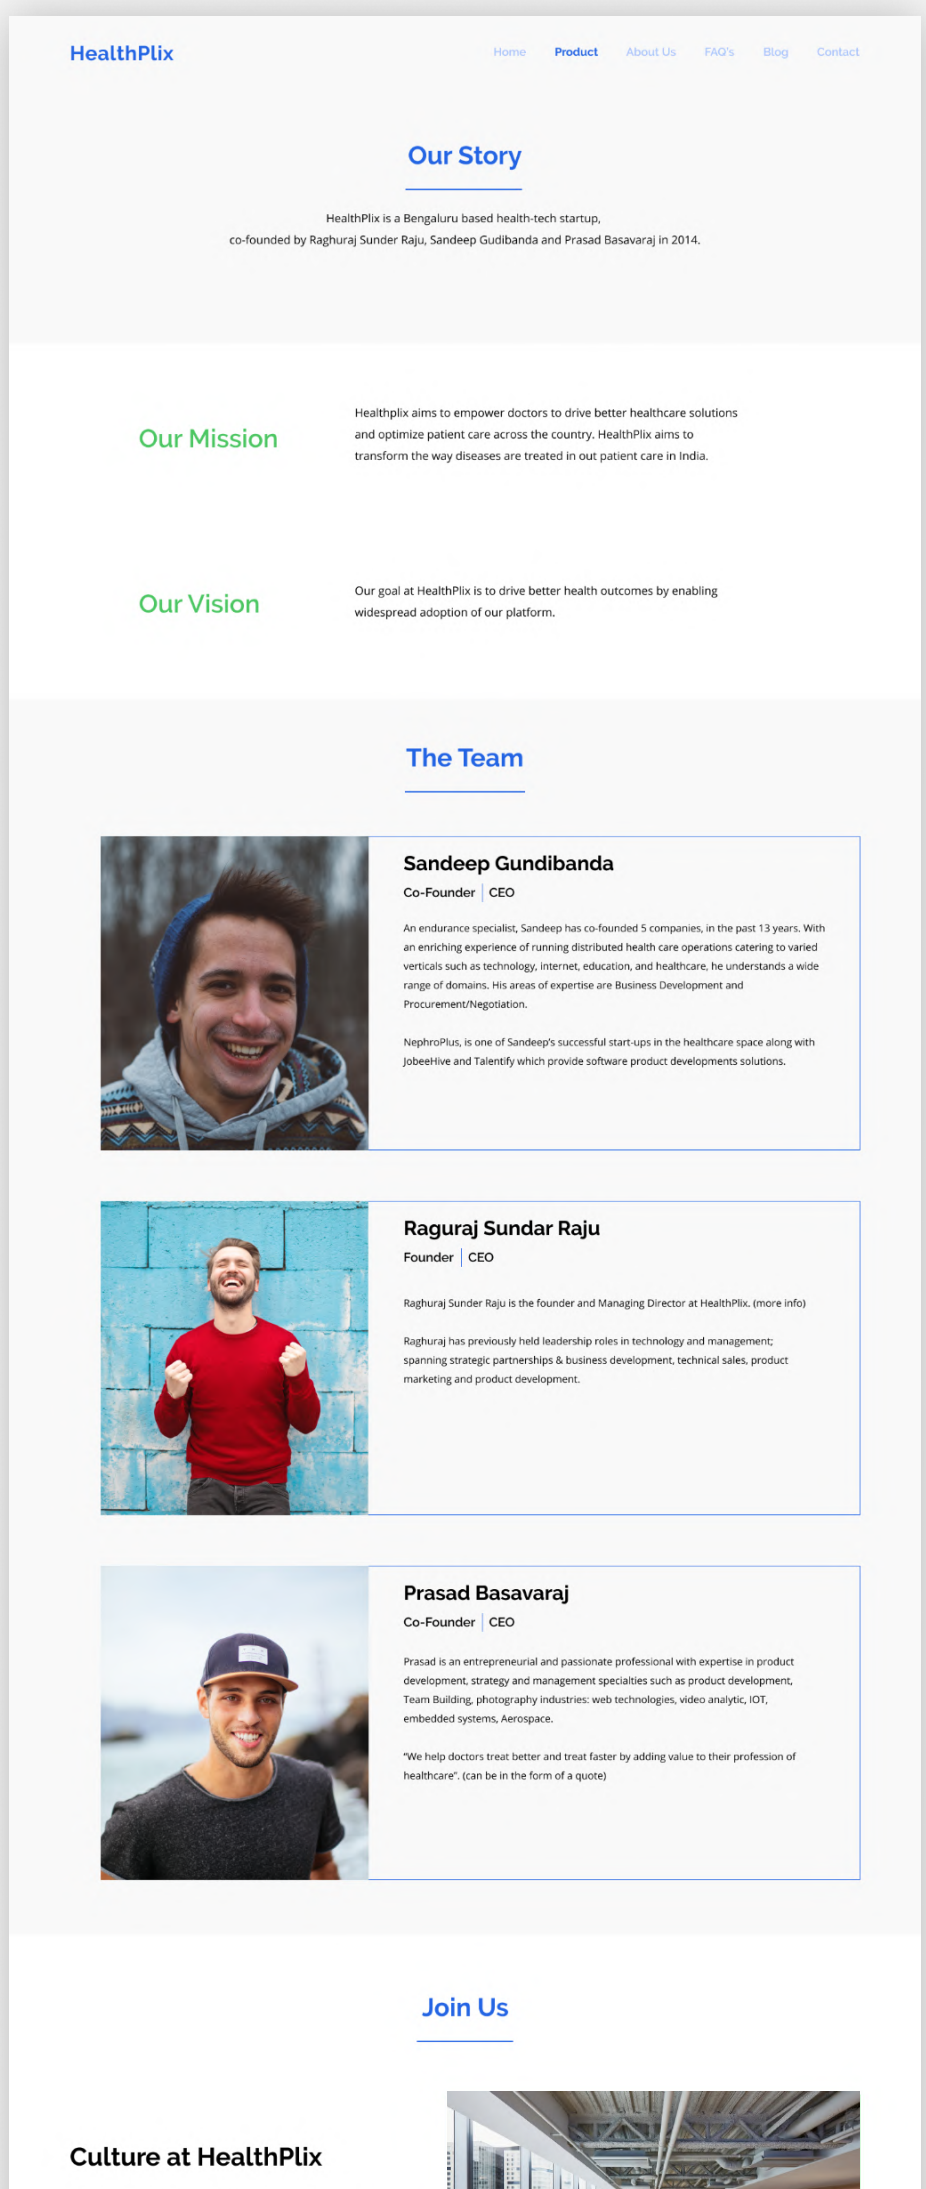 HealthPlix
Home Product About Us FAQ's Blog Contact
Our Story
HealthPlix is a Bengaluru based health-tech startup,
co-founded by Raghuraj Sunder Raju, Sandeep Gudibanda and Prasad Basavaraj in 2014.
Our Mission
Healthplix aims to empower doctors to drive better healthcare solutions
and optimize patient care across the country. HealthPlix aims to
transform the way diseases are treated in out patient care in India.
Our Vision
Our goal at HealthPlix is to drive better health outcomes by enabling
widespread adoption of our platform.
The Team
Sandeep Gundibanda
Co-Founder | CEO
An endurance specialist, Sandeep has co-founded 5 companies, in the past 13 years. With
an enriching experience of running distributed health care operations catering to varied
verticals such as technology, internet, education, and healthcare, he understands a wide
range of domains. His areas of expertise are Business Development and
Procurement/Negotiation.
NephroPlus, is one of Sandeep's successful start-ups in the healthcare space along with
JobeeHive and Talentify which provide software product developments solutions.
Raguraj Sundar Raju
Founder | CEO
Raghuraj Sunder Raju is the founder and Managing Director at HealthPlix. (more info)
Raghuraj has previously held leadership roles in technology and management;
spanning strategic partnerships & business development, technical sales, product
marketing and product development.
Prasad Basavaraj
Co-Founder | CEO
Prasad is an entrepreneurial and passionate professional with expertise in product
development, strategy and management specialties such as product development,
Team Building, photography industries: web technologies, video analytic, IOT,
embedded systems, Aerospace.
"We help doctors treat better and treat faster by adding value to their profession of
healthcare". (can be in the form of a quote)
Join Us
Culture at HealthPlix